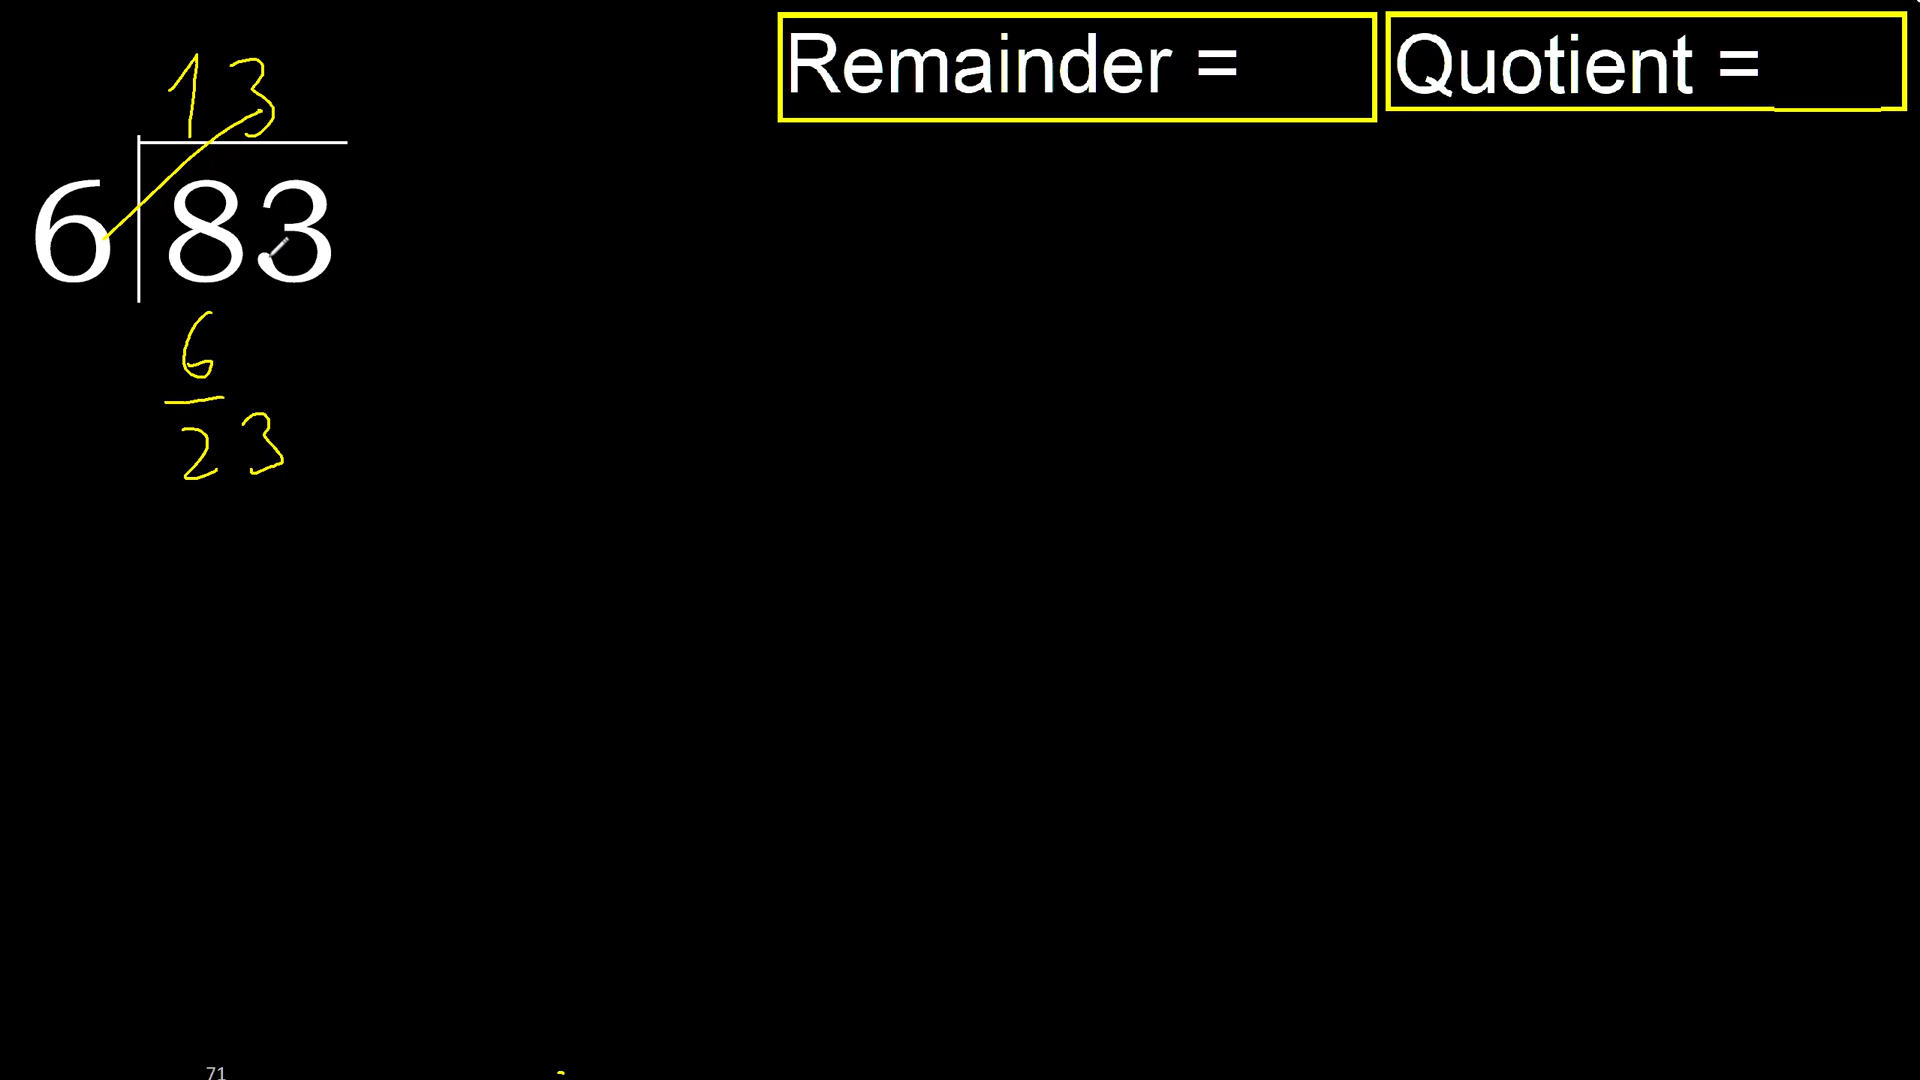 Remainder =
Quotient =
13
6 83
6
23
71